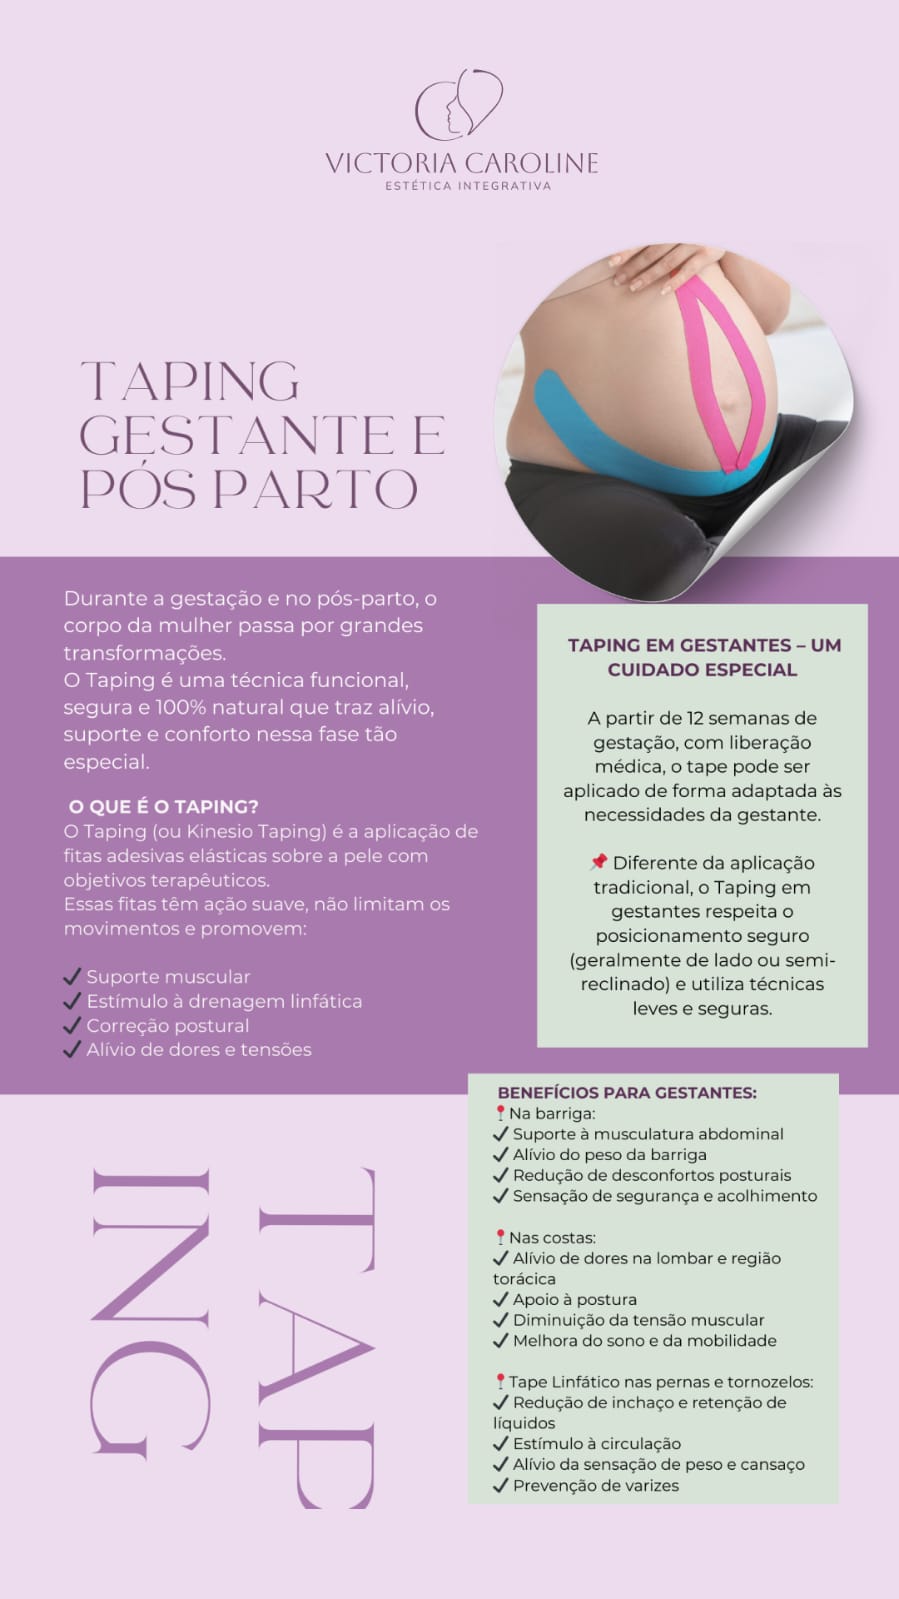 VICTORIA CAROLINE
ESTÉTICA INTEGRATIVA
TAPING
GESTANTE E
PÓS PARTO
Durante a gestação e no pós-parto, o
corpo da mulher passa por grandes
transformações.
O Taping é uma técnica funcional,
segura e 100% natural que traz alívio,
suporte e conforto nessa fase tão
especial.
O QUE É O TAPING?
O Taping (ou Kinesio Taping) é a aplicação de
fitas adesivas elásticas sobre a pele com
objetivos terapêuticos.
Essas fitas têm ação suave, não limitam os
movimentos e promovem:
✔ Suporte muscular
✔ Estímulo à drenagem linfática
✔ Correção postural
✔ Alívio de dores e tensões
TAPING EM GESTANTES – UM
CUIDADO ESPECIAL
A partir de 12 semanas de
gestação, com liberação
médica, o tape pode ser
aplicado de forma adaptada às
necessidades da gestante.
📌 Diferente da aplicação
tradicional, o Taping em
gestantes respeita o
posicionamento seguro
(geralmente de lado ou semi-
reclinado) e utiliza técnicas
leves e seguras.
BENEFÍCIOS PARA GESTANTES:
📍Na barriga:
✔ Suporte à musculatura abdominal
✔ Alívio do peso da barriga
✔ Redução de desconfortos posturais
✔ Sensação de segurança e acolhimento
📍Nas costas:
✔ Alívio de dores na lombar e região
torácica
✔ Apoio à postura
✔ Diminuição da tensão muscular
✔ Melhora do sono e da mobilidade
📍Tape Linfático nas pernas e tornozelos:
✔ Redução de inchaço e retenção de
líquidos
✔ Estímulo à circulação
✔ Alívio da sensação de peso e cansaço
✔ Prevenção de varizes
TAP
ING